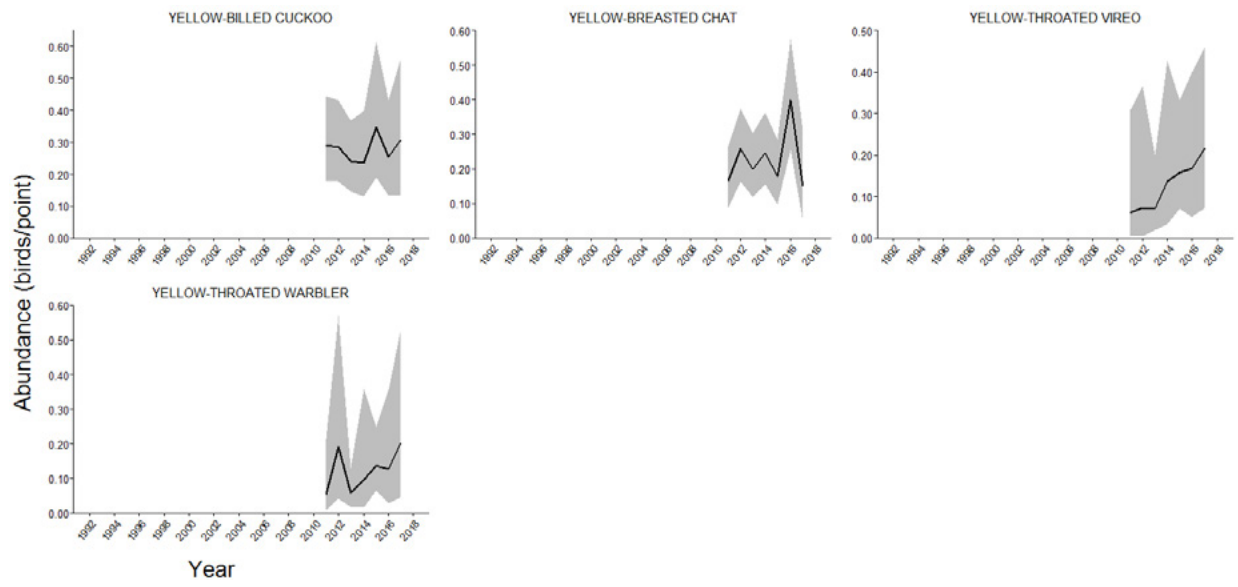 YELLOW-BILLED CUCKOO
0.60
0.50
0.40
0.30
0.20
0.10
0.00
1992 1994 1996 1998 2000 2002 2004 2006 2008 2010 2012 2014 2016 2018
YELLOW-BREASTED CHAT
0.60
0.50
0.40
0.30
0.20
0.10
0.00
1992 1994 1996 1998 2000 2002 2004 2006 2008 2010 2012 2014 2016 2018
YELLOW-THROATED VIREO
0.50
0.40
0.30
0.20
0.10
0.00
1992 1994 1996 1998 2000 2002 2004 2006 2008 2010 2012 2014 2016 2018
Abundance (birds/point)
YELLOW-THROATED WARBLER
0.60
0.50
0.40
0.30
0.20
0.10
0.00
1992 1994 1996 1998 2000 2002 2004 2006 2008 2010 2012 2014 2016 2018
Year